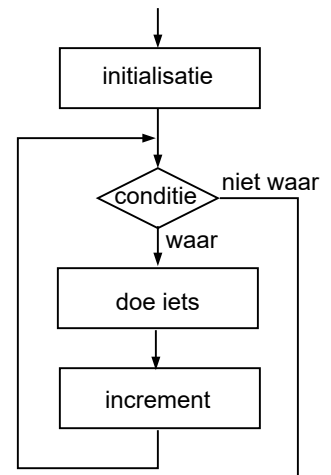 initialisatie
conditie
niet waar
waar
doe iets
increment